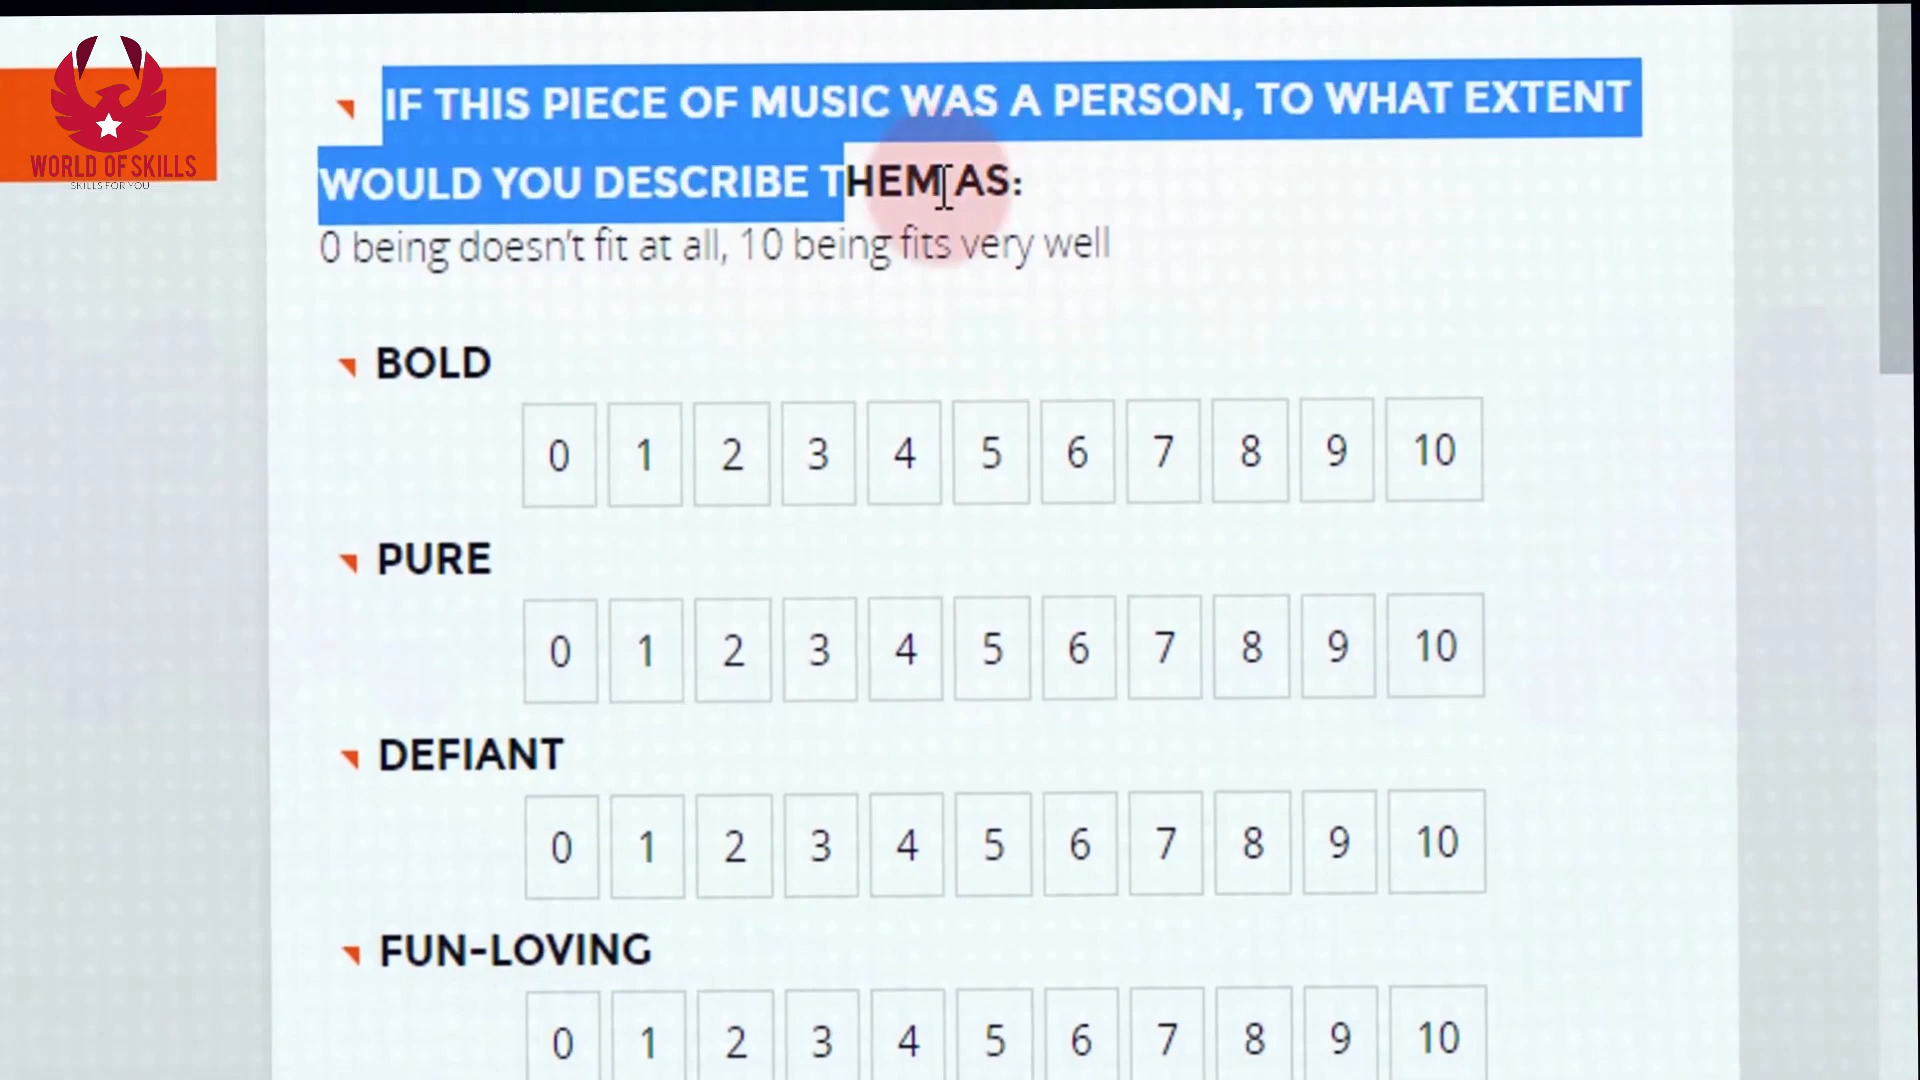 WORLD OF SKILLS
SKILLS FOR YOU
IF THIS PIECE OF MUSIC WAS A PERSON, TO WHAT EXTENT
WOULD YOU DESCRIBE THEM AS:
0 being doesn't fit at all, 10 being fits very well
BOLD
0 1 2 3 4 5 6 7 8 9 10
PURE
0 1 2 3 4 5 6 7 8 9 10
DEFIANT
0 1 2 3 4 5 6 7 8 9 10
FUN-LOVING
0 1 2 3 4 5 6 7 8 9 10